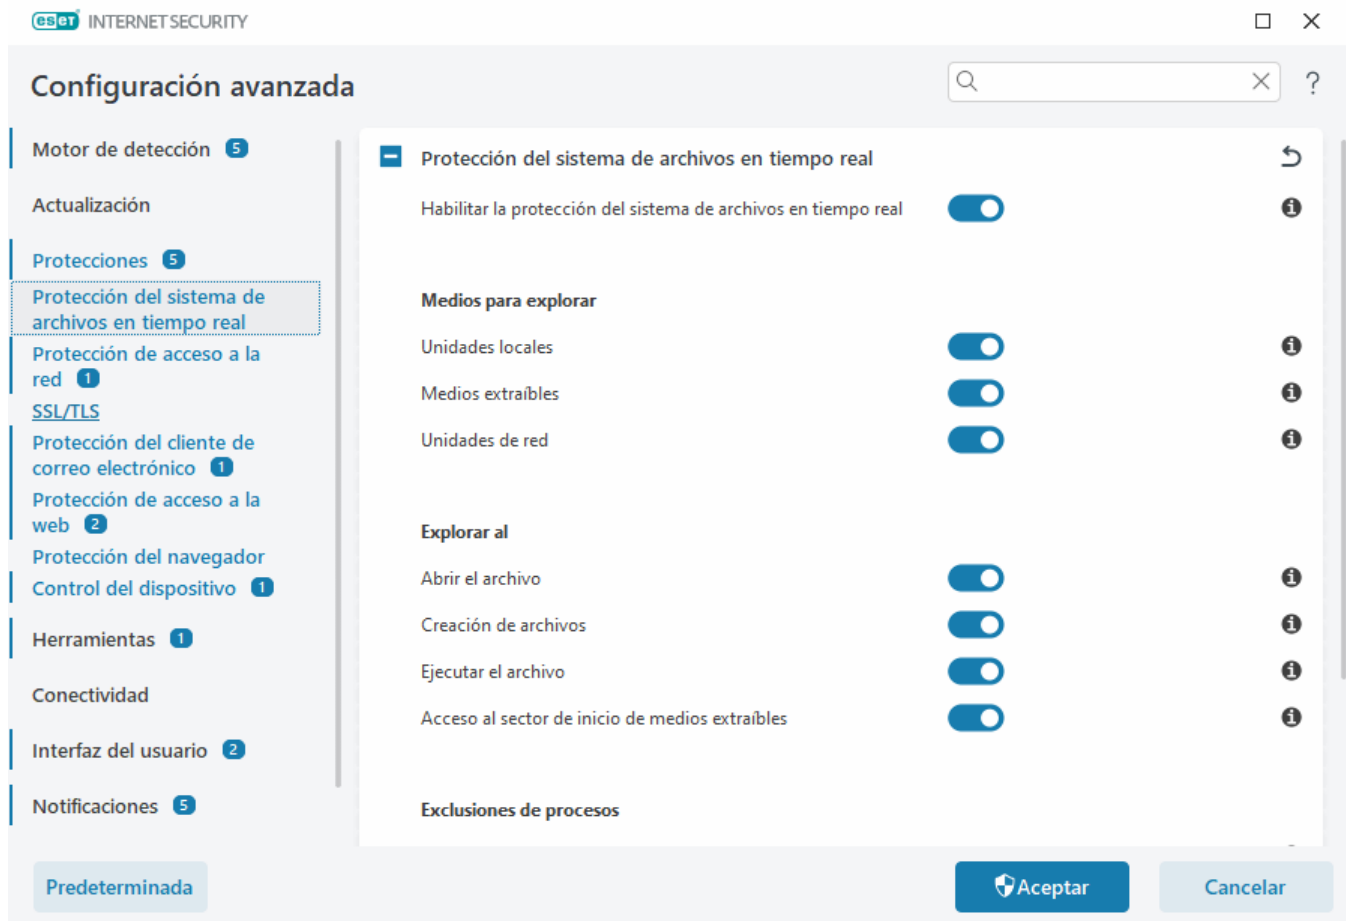 eset INTERNET SECURITY
Configuración avanzada
?
Motor de detección 5
Actualización
Protecciones 5
Protección del sistema de
archivos en tiempo real
Protección de acceso a la
red 1
SSL/TLS
Protección del cliente de
correo electrónico 1
Protección de acceso a la
web 2
Protección del navegador
Control del dispositivo 1
Herramientas 1
Conectividad
Interfaz del usuario 2
Notificaciones 5
Protección del sistema de archivos en tiempo real
Habilitar la protección del sistema de archivos en tiempo real
Medios para explorar
Unidades locales
Medios extraíbles
Unidades de red
Explorar al
Abrir el archivo
Creación de archivos
Ejecutar el archivo
Acceso al sector de inicio de medios extraíbles
Exclusiones de procesos
Predeterminada
Aceptar
Cancelar